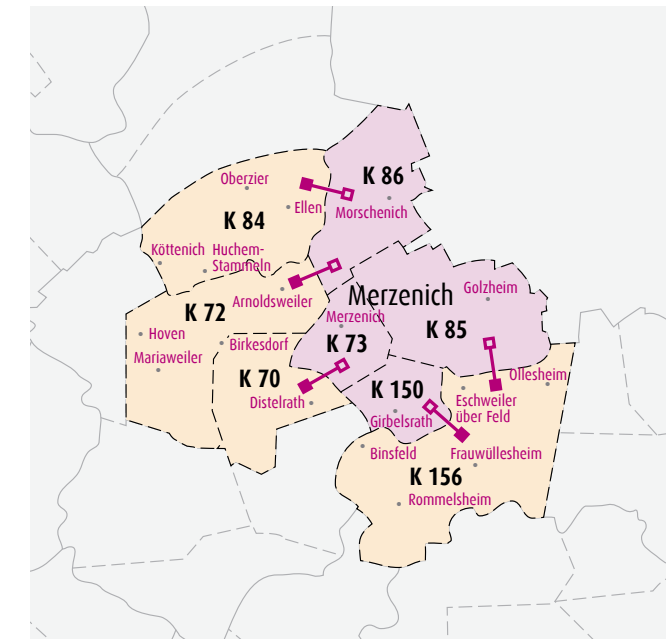 Oberzier
K 86
Ellen
K 84
Morschenich
Köttenich
Huchem-
Stammeln
Arnoldsweiler
Merzenich
Golzheim
K 72
Merzenich
K 85
Hoven
Birkesdorf
K 73
Mariaweiler
K 70
Ollesheim
K 150
Eschweiler
über Feld
Distelrath
Girbelsrath
Binsfeld
Frauwüllesheim
K 156
Rommelsheim